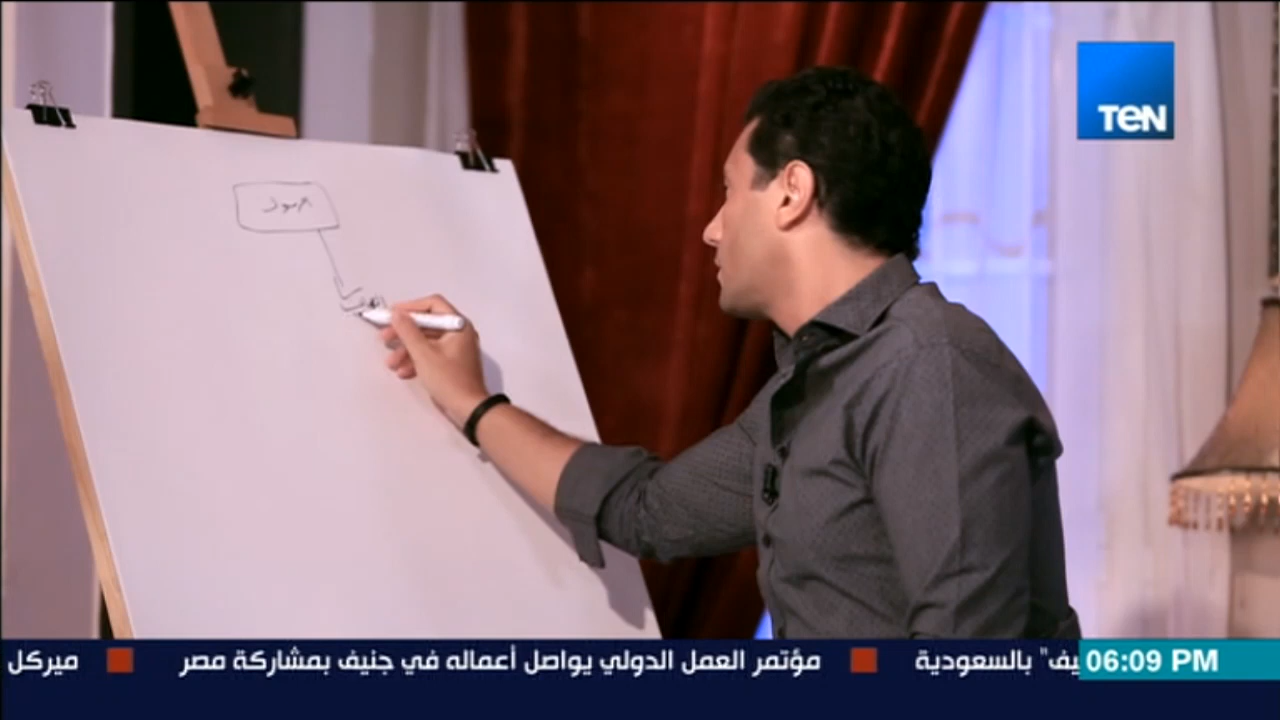 TeN
يف" بالسعودية ■ مؤتمر العمل الدولي يواصل أعماله في جنيف بمشاركة مصر ■ ميركل
06:09 PM